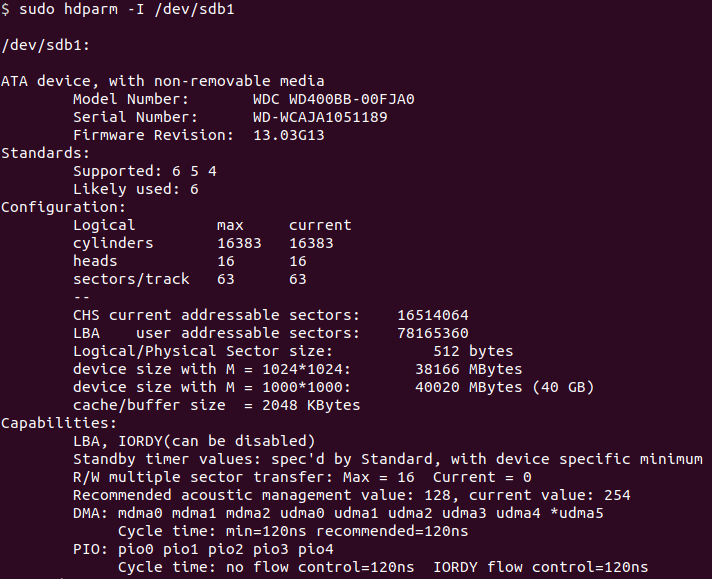 $ sudo hdparm -I /dev/sdb1
/dev/sdb1:
ATA device, with non-removable media
Model Number: WDC WD400BB-00FJA0
Serial Number: WD-WCAJA1051189
Firmware Revision: 13.03G13
Standards:
Supported: 6 5 4
Likely used: 6
Configuration:
Logical max current
cylinders 16383 16383
heads 16 16
sectors/track 63 63
--
CHS current addressable sectors: 16514064
LBA user addressable sectors: 78165360
Logical/Physical Sector size: 512 bytes
device size with M = 1024*1024: 38166 MBytes
device size with M = 1000*1000: 40020 MBytes (40 GB)
cache/buffer size = 2048 KBytes
Capabilities:
LBA, IORDY(can be disabled)
Standby timer values: spec'd by Standard, with device specific minimum
R/W multiple sector transfer: Max = 16 Current = 0
Recommended acoustic management value: 128, current value: 254
DMA: mdma0 mdma1 mdma2 udma0 udma1 udma2 udma3 udma4 *udma5
Cycle time: min=120ns recommended=120ns
PIO: pio0 pio1 pio2 pio3 pio4
Cycle time: no flow control=120ns IORDY flow control=120ns